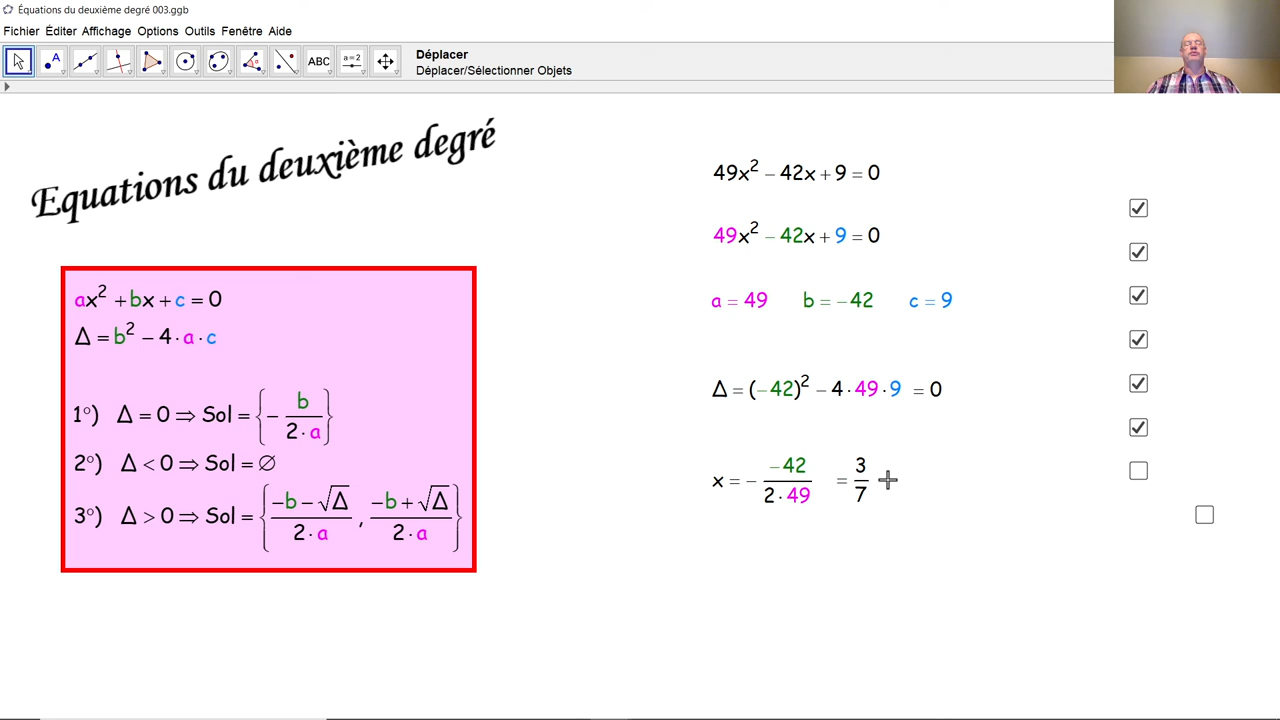 Équations du deuxième degré 003.ggb
Fichier Éditer Affichage Options Outils Fenêtre Aide
A ABC a=2
Déplacer
Déplacer/Sélectionner Objets
Equations du deuxième degré
ax² + bx + c = 0
Δ = b² − 4 · a · c
1°) Δ = 0 ⇒ Sol = {− b / (2 · a)}
2°) Δ < 0 ⇒ Sol = ∅
3°) Δ > 0 ⇒ Sol = {(−b − √Δ) / (2 · a) , (−b + √Δ) / (2 · a)}
49x² − 42x + 9 = 0
49x² − 42x + 9 = 0
a = 49 b = −42 c = 9
Δ = (−42)² − 4 · 49 · 9 = 0
x = − (−42) / (2 · 49) = 3/7